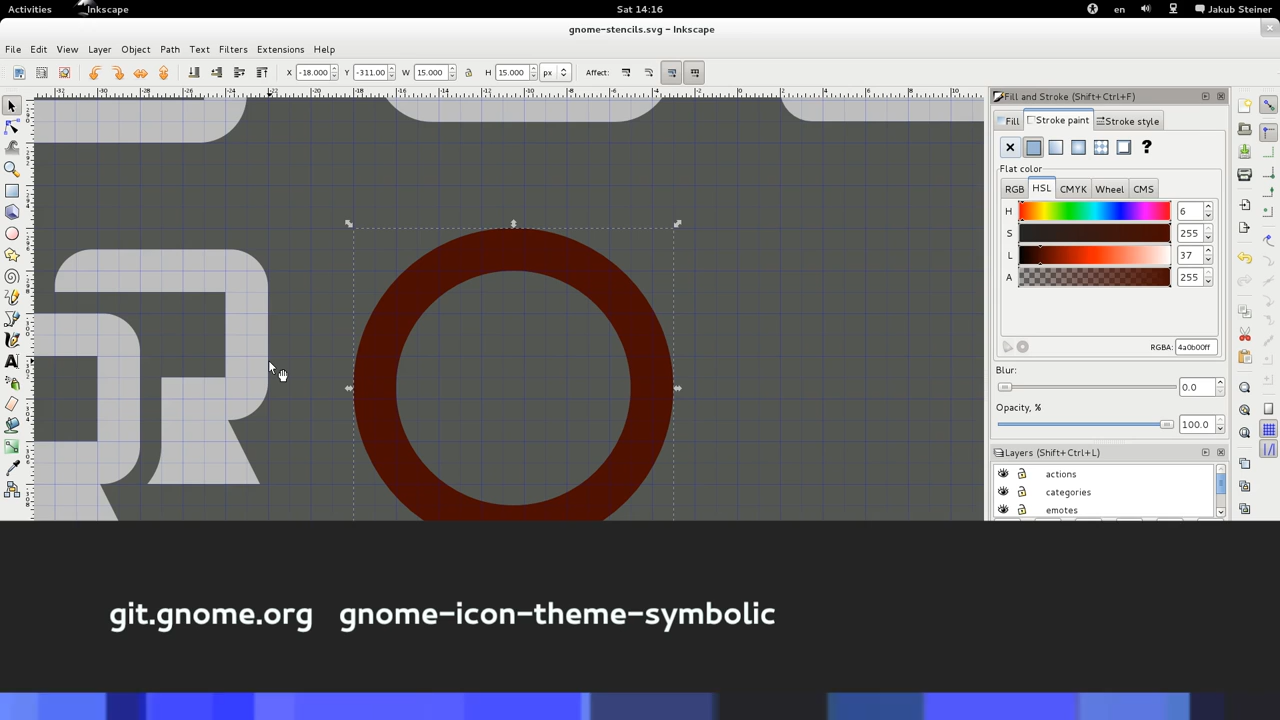 Activities Inkscape Sat 14:16 en Jakub Steiner
gnome-stencils.svg - Inkscape
File Edit View Layer Object Path Text Filters Extensions Help
X -18.000 Y -311.00 W 15.000 H 15.000 px Affect:
Fill and Stroke (Shift+Ctrl+F)
Fill Stroke paint Stroke style
?
Flat color
RGB HSL CMYK Wheel CMS
H 6
S 255
L 37
A 255
RGBA: 4a0b00ff
Blur:
0.0
Opacity, %
100.0
Layers (Shift+Ctrl+L)
actions
categories
emotes
git.gnome.org gnome-icon-theme-symbolic